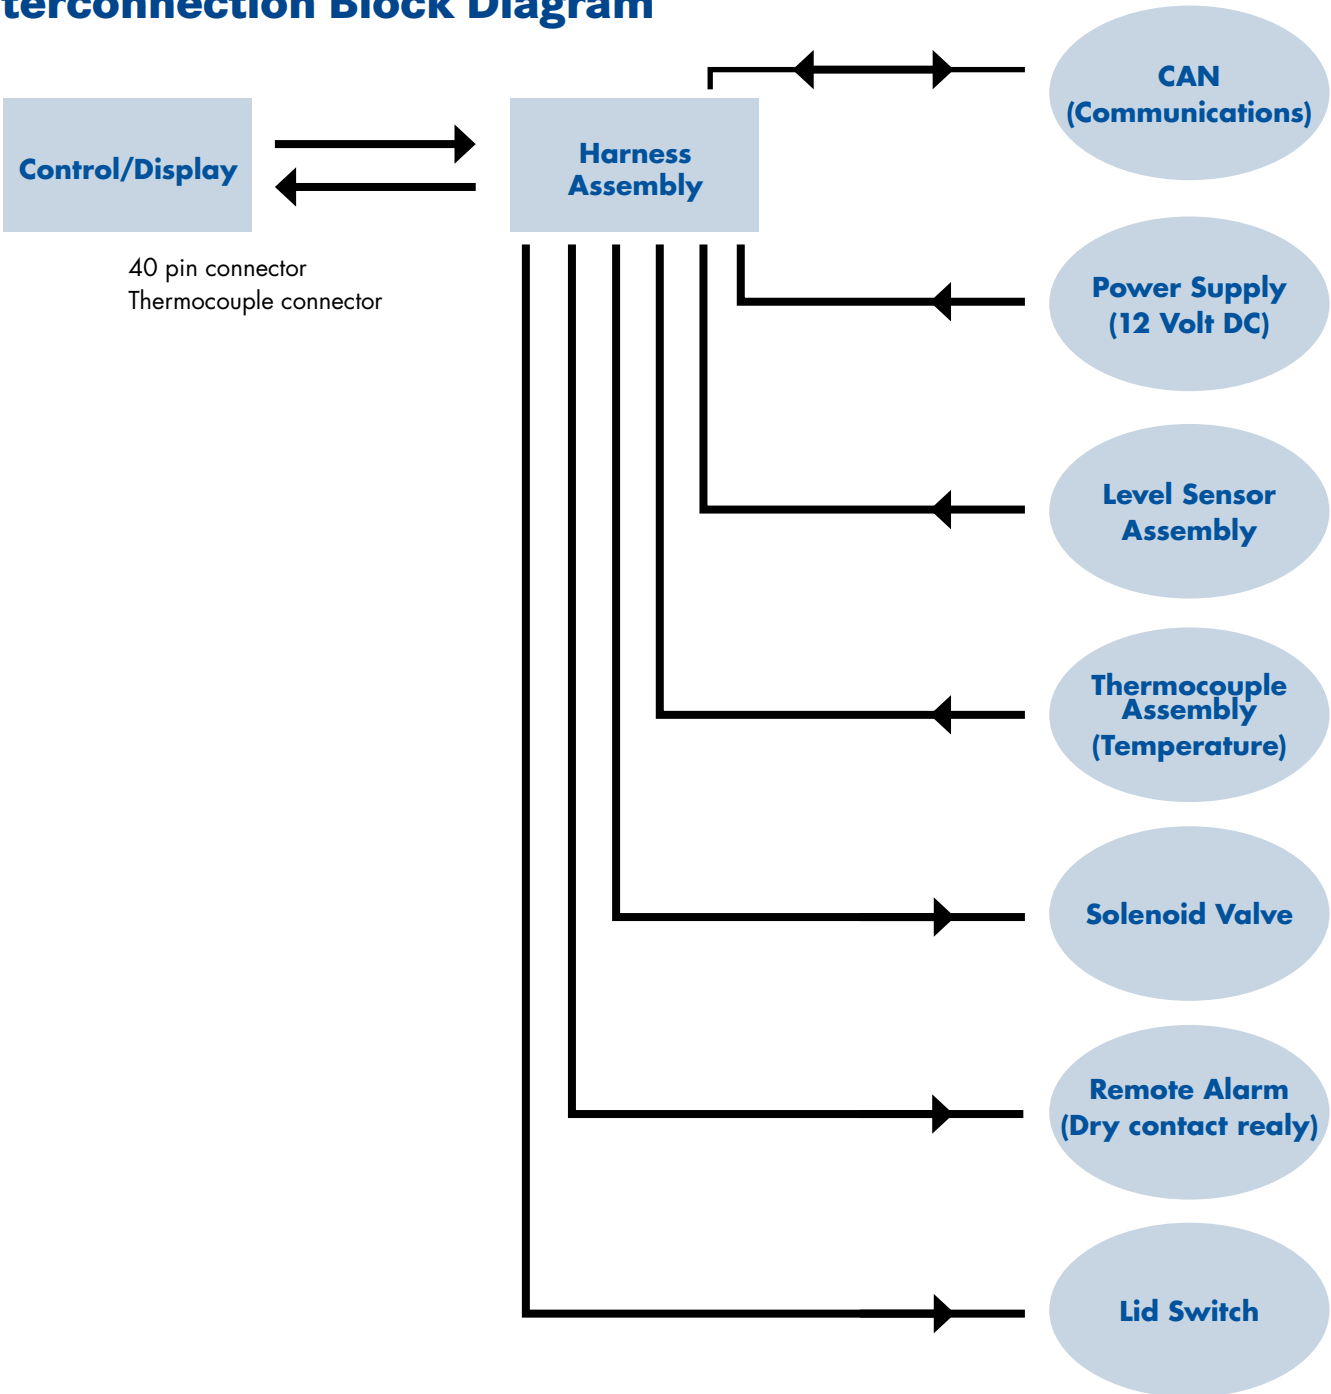 terconnection Block Diagram
CAN
(Communications)
Control/Display
Harness
Assembly
40 pin connector
Thermocouple connector
Power Supply
(12 Volt DC)
Level Sensor
Assembly
Thermocouple
Assembly
(Temperature)
Solenoid Valve
Remote Alarm
(Dry contact realy)
Lid Switch